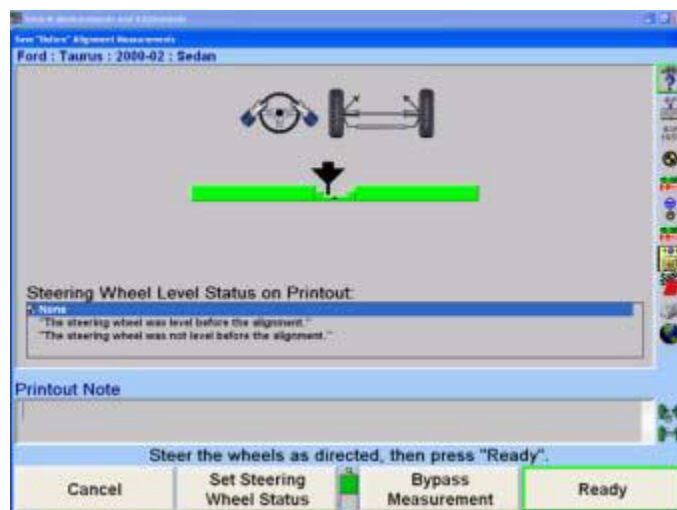 Save "Before" Alignment Measurements
Ford : Taurus : 2000-02 : Sedan
Steering Wheel Level Status on Printout:
None
"The steering wheel was level before the alignment."
"The steering wheel was not level before the alignment."
Printout Note
Steer the wheels as directed, then press "Ready".
Cancel
Set Steering
Wheel Status
Bypass
Measurement
Ready